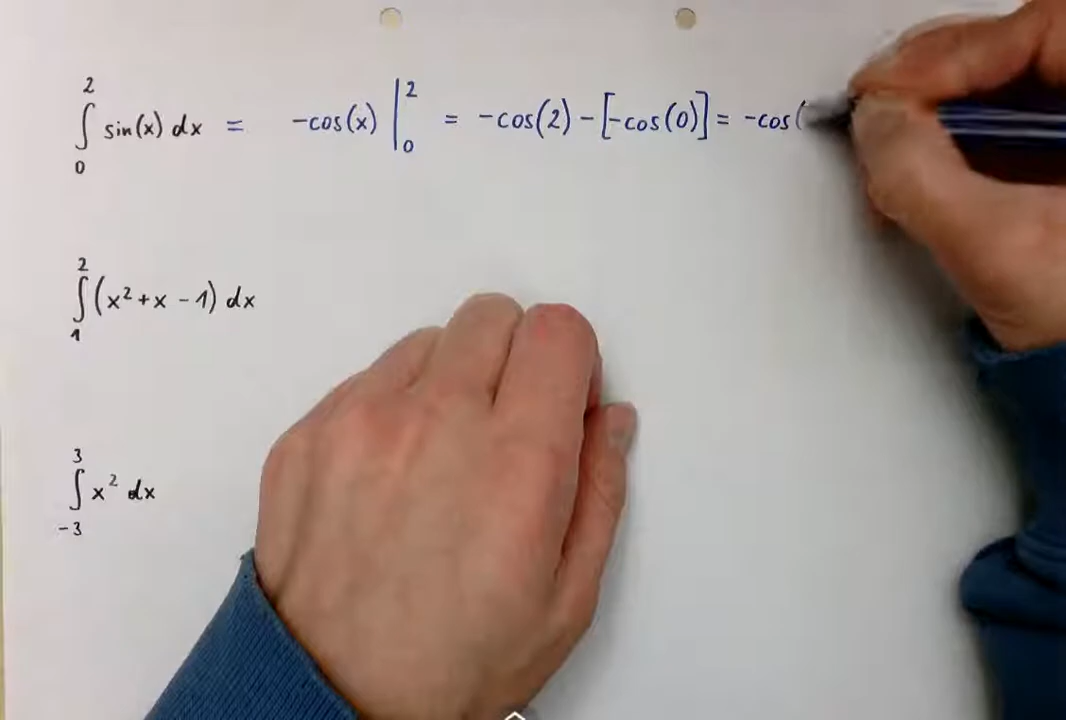 ∫₀² sin(x) dx = -cos(x) |₀² = -cos(2) - [-cos(0)] = -cos(
∫₁² (x² + x - 1) dx
∫₋₃³ x² dx